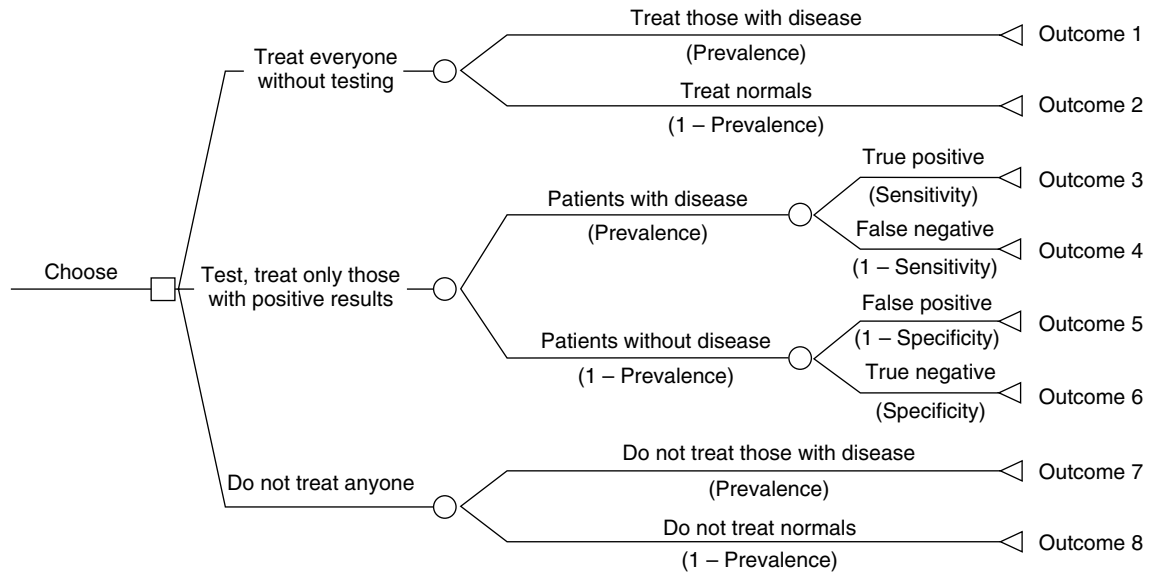 Treat those with disease
(Prevalence)
Outcome 1
Treat everyone
without testing
Treat normals
(1 – Prevalence)
Outcome 2
True positive
(Sensitivity)
Outcome 3
Patients with disease
(Prevalence)
False negative
(1 – Sensitivity)
Outcome 4
Choose
Test, treat only those
with positive results
False positive
(1 – Specificity)
Outcome 5
Patients without disease
(1 – Prevalence)
True negative
(Specificity)
Outcome 6
Do not treat anyone
Do not treat those with disease
(Prevalence)
Outcome 7
Do not treat normals
(1 – Prevalence)
Outcome 8